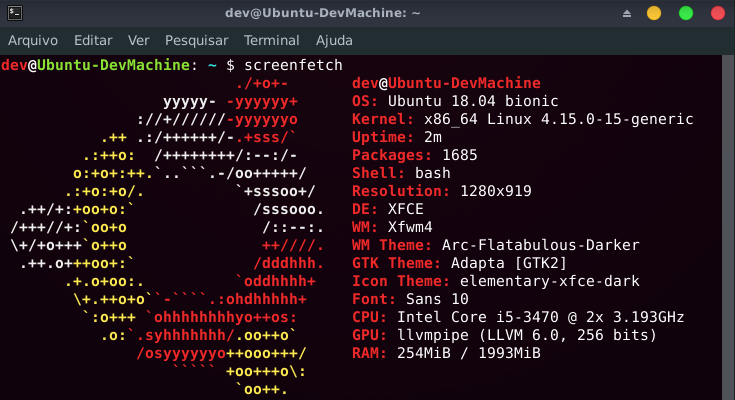 dev@Ubuntu-DevMachine: ~
Arquivo Editar Ver Pesquisar Terminal Ajuda
dev@Ubuntu-DevMachine: ~ $ screenfetch
./+o+- dev@Ubuntu-DevMachine
yyyyy- -yyyyyy+ OS: Ubuntu 18.04 bionic
://+//////-yyyyyyo Kernel: x86_64 Linux 4.15.0-15-generic
.++ .:/++++++/-.+sss/` Uptime: 2m
.:++o: /++++++++/:--:/- Packages: 1685
o:+o+:++.`..```.-/oo+++++/ Shell: bash
.:+o:+o/. `+sssoo+/ Resolution: 1280x919
.++/+:+oo+o:` /sssooo. DE: XFCE
/+++//+:`oo+o /::--:. WM: Xfwm4
\+/+o+++`o++o ++////. WM Theme: Arc-Flatabulous-Darker
.++.o+++oo+:` /dddhhh. GTK Theme: Adapta [GTK2]
.+.o+oo:. `oddhhhh+ Icon Theme: elementary-xfce-dark
\+.++o+o``-````.:ohdhhhhh+ Font: Sans 10
`:o+++ `ohhhhhhhhyo++os: CPU: Intel Core i5-3470 @ 2x 3.193GHz
.o:`.syhhhhhhh/.oo++o` GPU: llvmpipe (LLVM 6.0, 256 bits)
/osyyyyyyo++ooo+++/ RAM: 254MiB / 1993MiB
````` +oo+++o\:
`oo++.